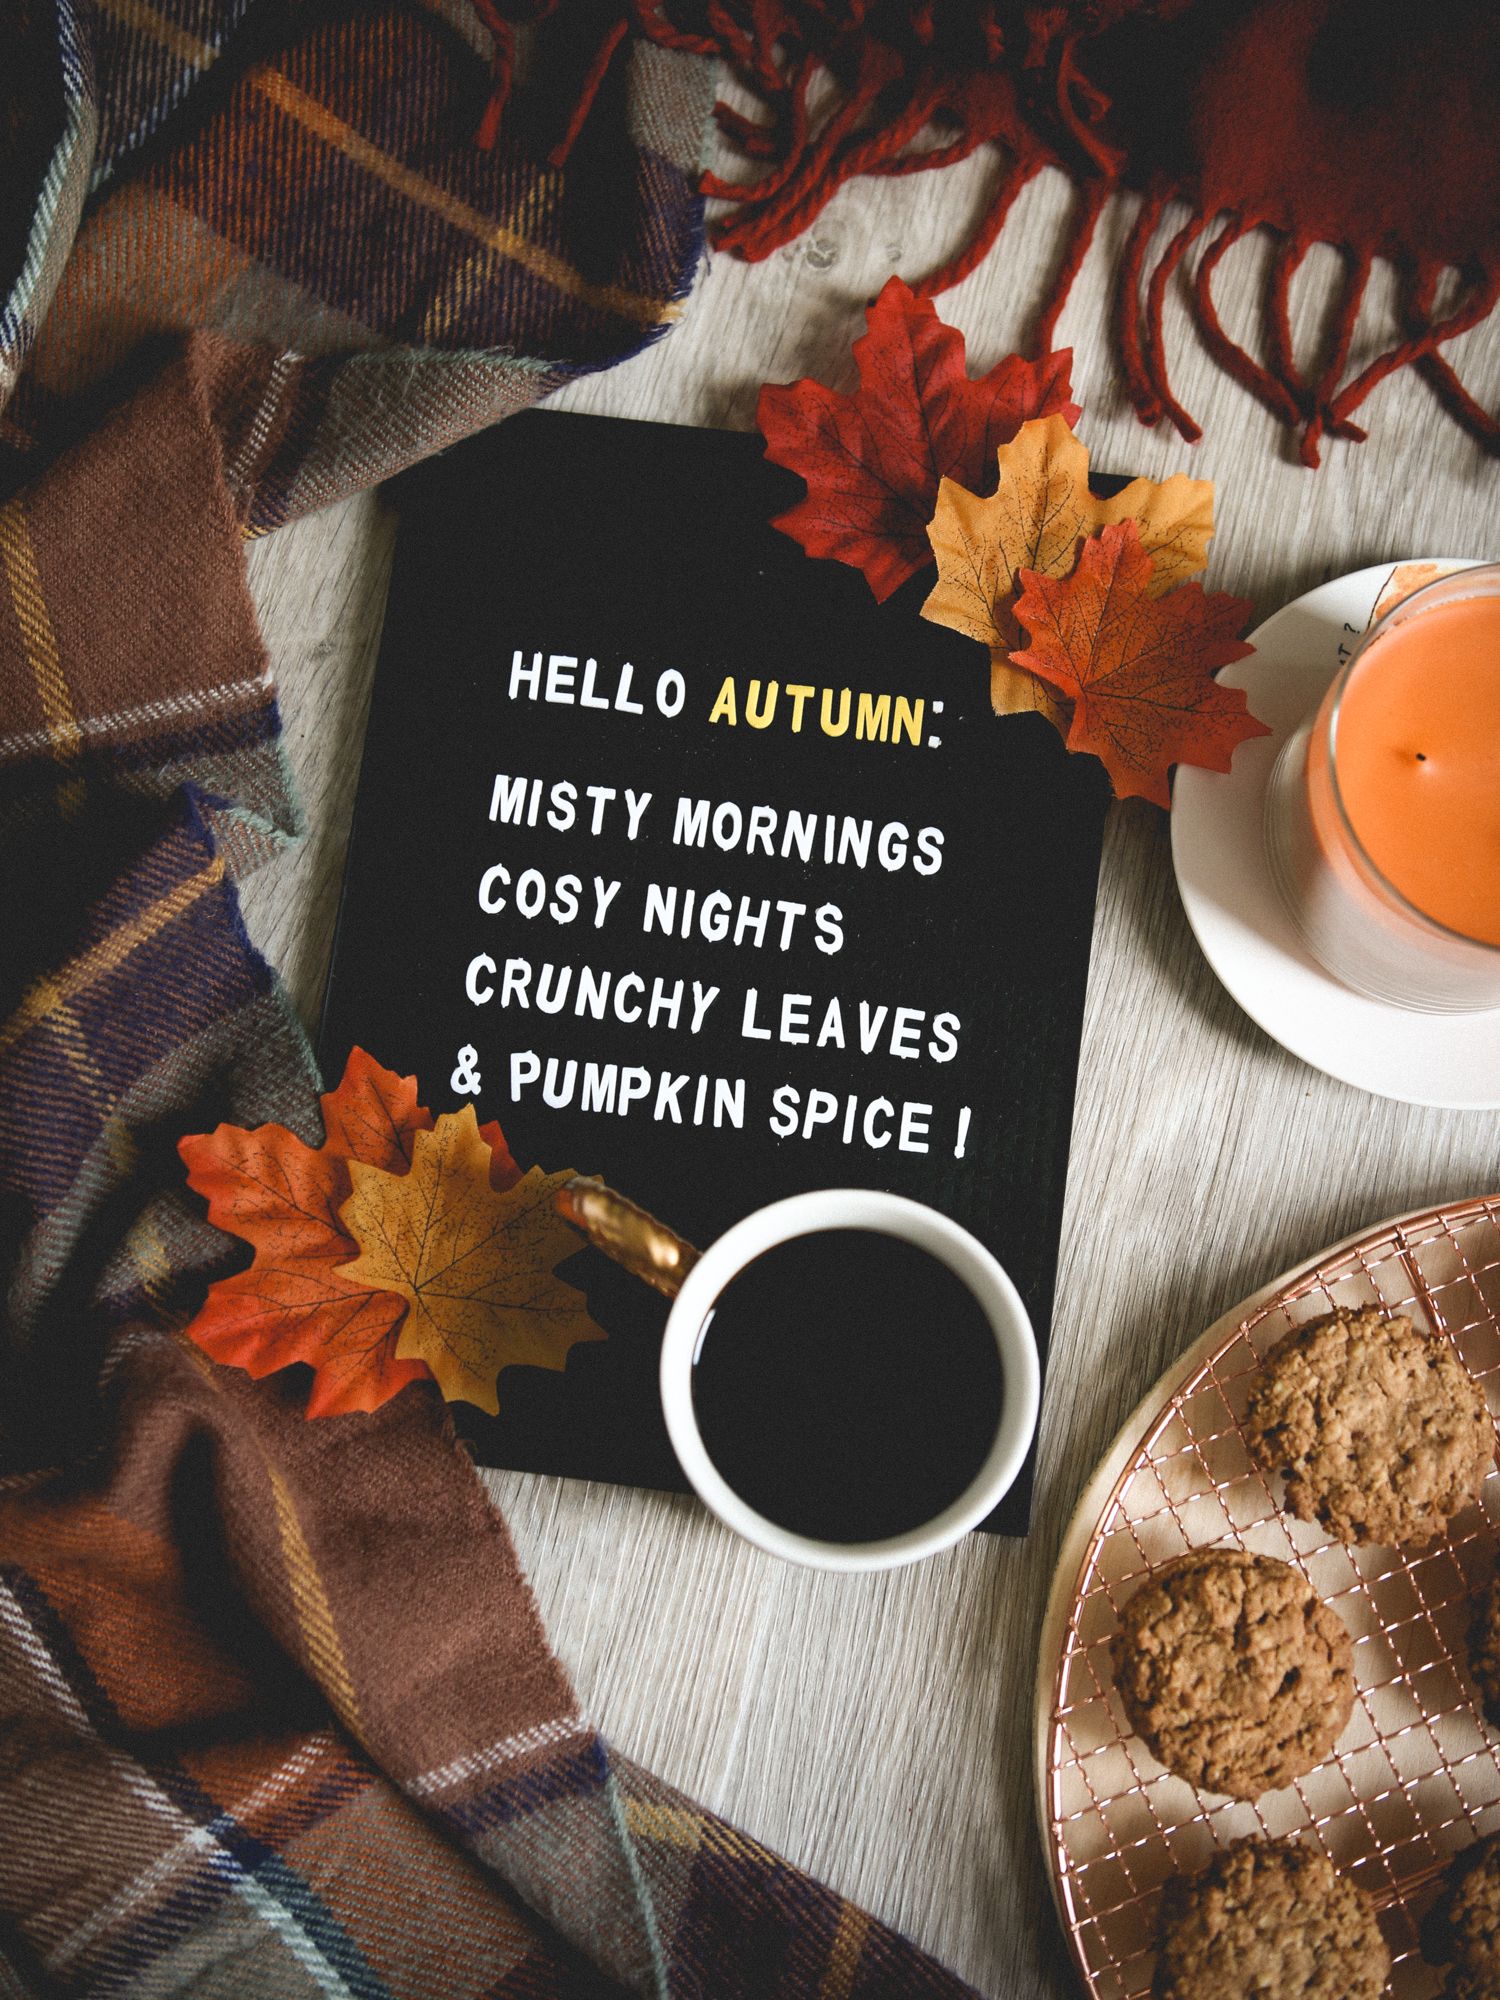 HELLO AUTUMN:
MISTY MORNINGS
COSY NIGHTS
CRUNCHY LEAVES
& PUMPKIN SPICE!